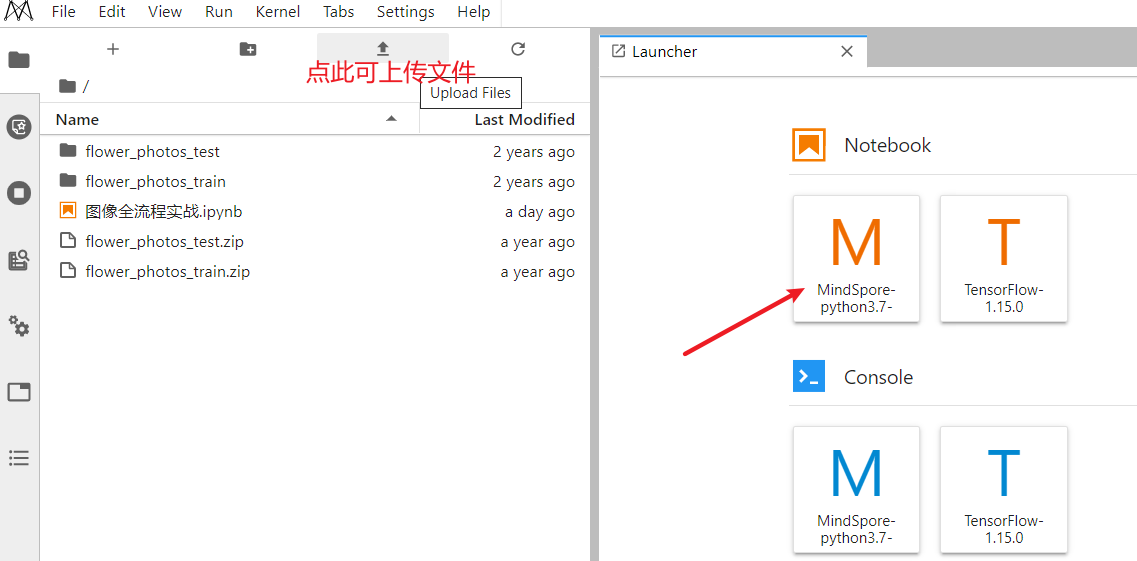 File Edit View Run Kernel Tabs Settings Help
点此可上传文件
Upload Files
/
Name Last Modified
flower_photos_test 2 years ago
flower_photos_train 2 years ago
图像全流程实战.ipynb a day ago
flower_photos_test.zip a year ago
flower_photos_train.zip a year ago
Launcher
Notebook
M T
MindSpore-
python3.7-
TensorFlow-
1.15.0
Console
M T
MindSpore-
python3.7-
TensorFlow-
1.15.0